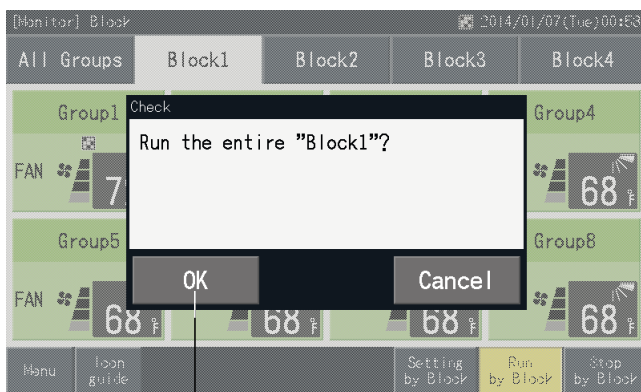 [Monitor] Block 2014/01/07(Tue)00:53
All Groups Block1 Block2 Block3 Block4
Group1 Group4
Check
Run the entire ”Block1”?
FAN 7 68 °F
Group5 Group8
OK Cancel
FAN 68 °F 68 °F 68 °F 68 °F
Menu Icon guide Setting by Block Run by Block Stop by Block